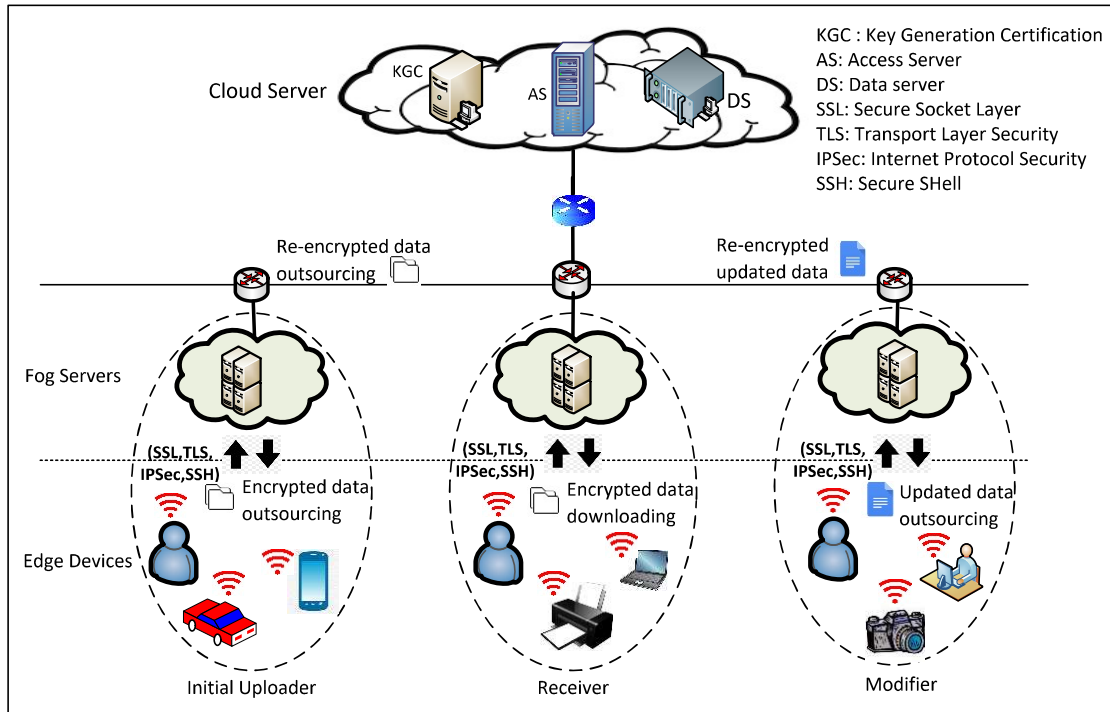 KGC : Key Generation Certification
AS: Access Server
DS: Data server
SSL: Secure Socket Layer
TLS: Transport Layer Security
IPSec: Internet Protocol Security
SSH: Secure SHell
Cloud Server
KGC
AS
DS
Re-encrypted data
outsourcing
Re-encrypted
updated data
Fog Servers
(SSL,TLS,
IPSec,SSH)
Encrypted data
outsourcing
(SSL,TLS,
IPSec,SSH)
Encrypted data
downloading
(SSL,TLS,
IPSec,SSH)
Updated data
outsourcing
Edge Devices
Initial Uploader
Receiver
Modifier